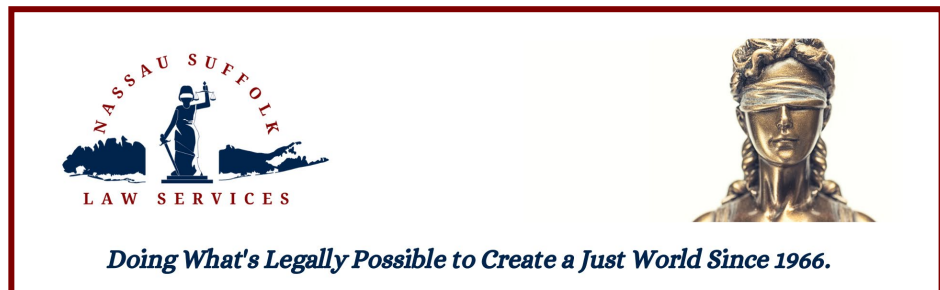 NASSAU SUFFOLK
LAW SERVICES
Doing What's Legally Possible to Create a Just World Since 1966.